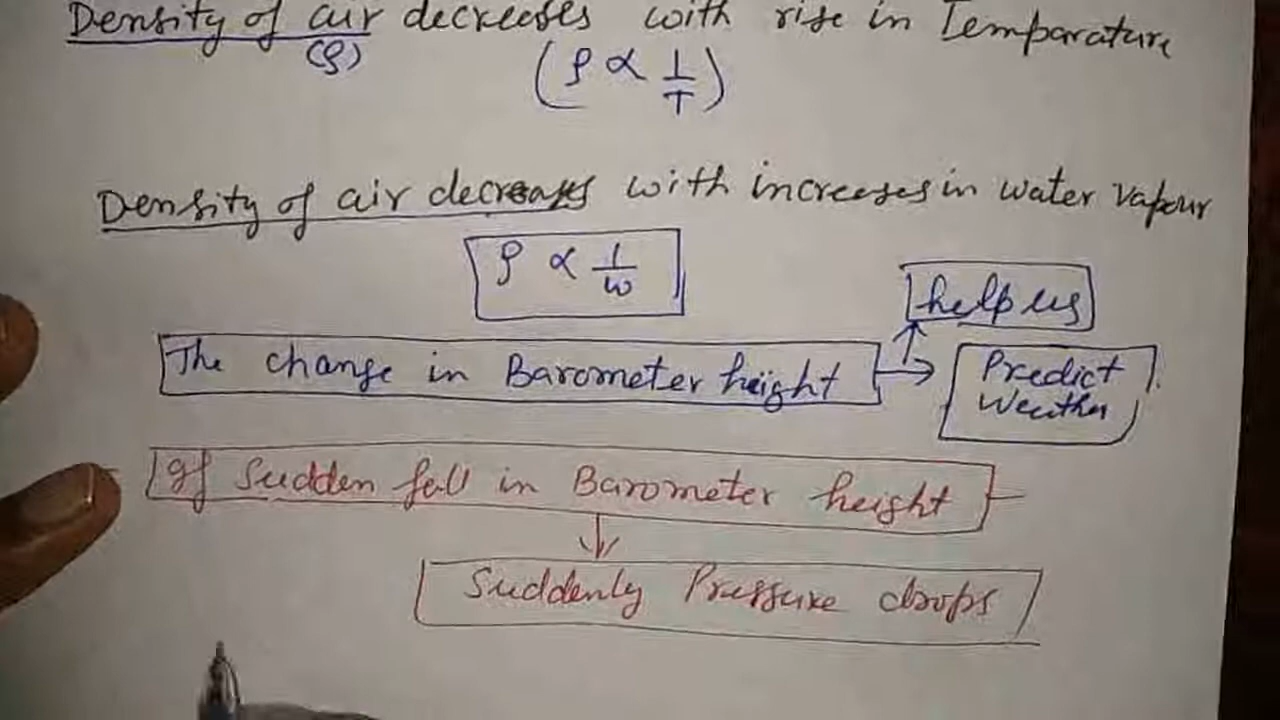 Density of air decreases with rise in Temparature
(ρ)
(ρ ∝ 1/T)
Density of air decreases with increases in water vapour
ρ ∝ 1/w
help us
The change in Barometer height
Predict
Weather
If Sudden fall in Barometer height
Suddenly Pressure drops